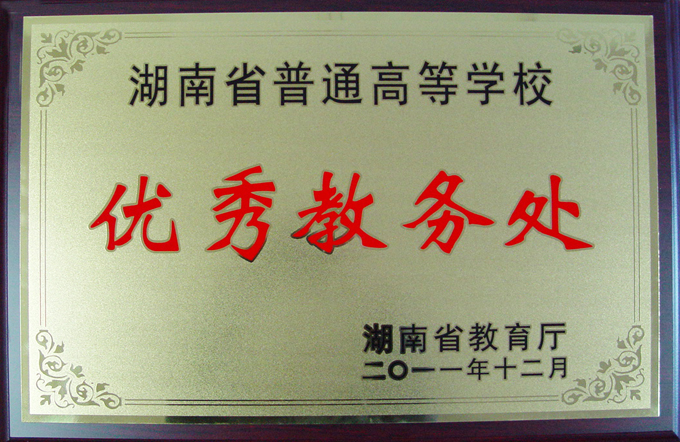 湖南省普通高等学校
优秀教务处
湖南省教育厅
二〇一一年十二月